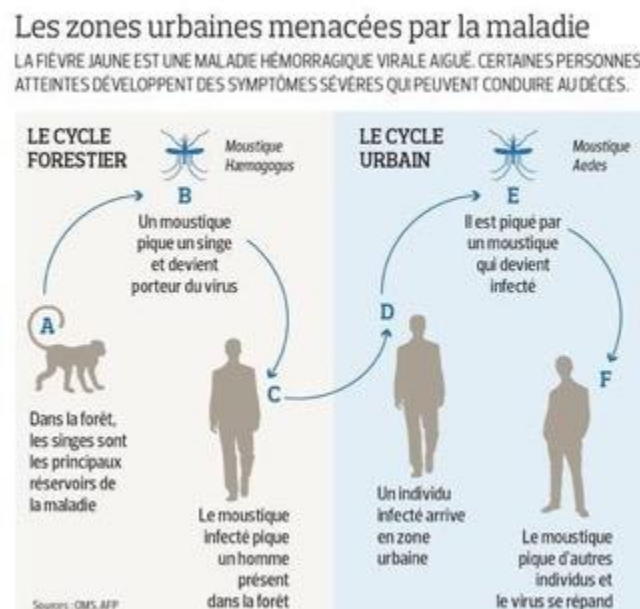 Les zones urbaines menacées par la maladie
LA FIÈVRE JAUNE EST UNE MALADIE HÉMORRAGIQUE VIRALE AIGUË. CERTAINES PERSONNES
ATTEINTES DÉVELOPPENT DES SYMPTÔMES SÉVÈRES QUI PEUVENT CONDUIRE AU DÉCÈS.
LE CYCLE
FORESTIER
Moustique
Hæmagogus
B
Un moustique
pique un singe
et devient
porteur du virus
A
Dans la forêt,
les singes sont
les principaux
réservoirs de
la maladie
C
Le moustique
infecté pique
un homme
présent
dans la forêt
LE CYCLE
URBAIN
Moustique
Aedes
E
Il est piqué par
un moustique
qui devient
infecté
D
Un individu
infecté arrive
en zone
urbaine
F
Le moustique
pique d'autres
individus et
le virus se répand
Sources : OMS, AFP